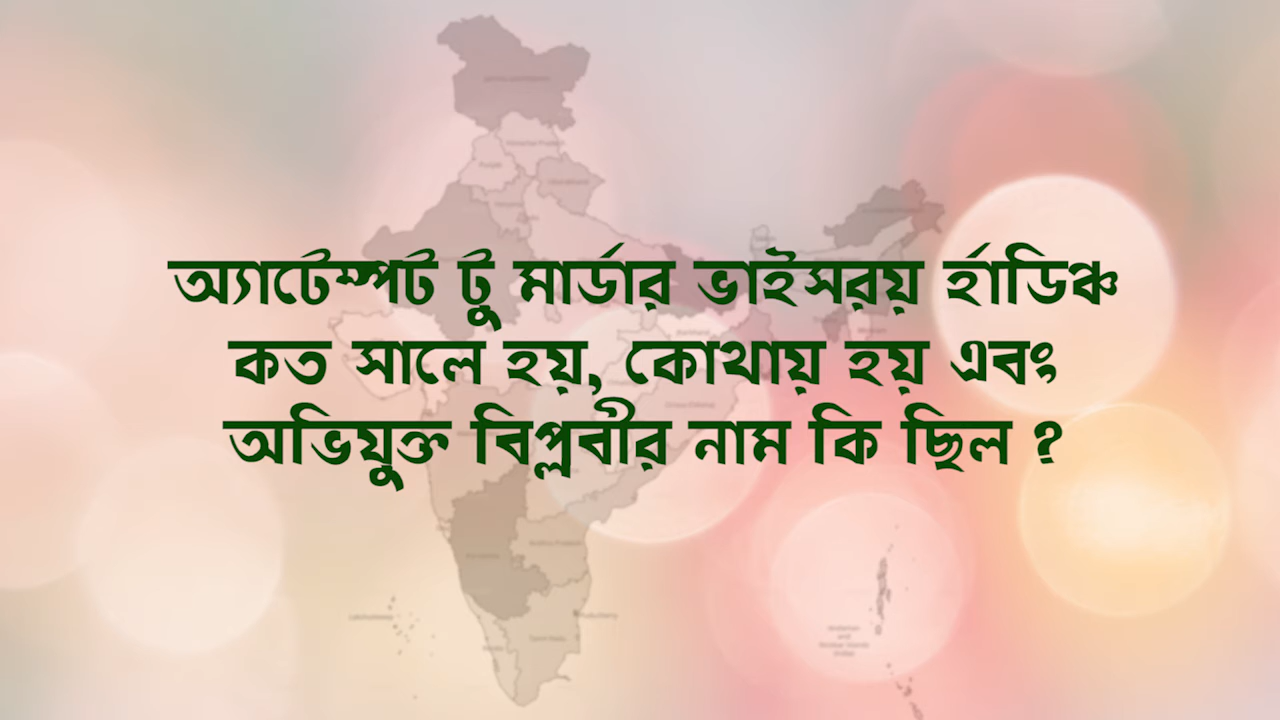 অ্যাটেম্পট টু মার্ডার ভাইসরয় হার্ডিঞ্চ
কত সালে হয়, কোথায় হয় এবং
অভিযুক্ত বিপ্লবীর নাম কি ছিল ?